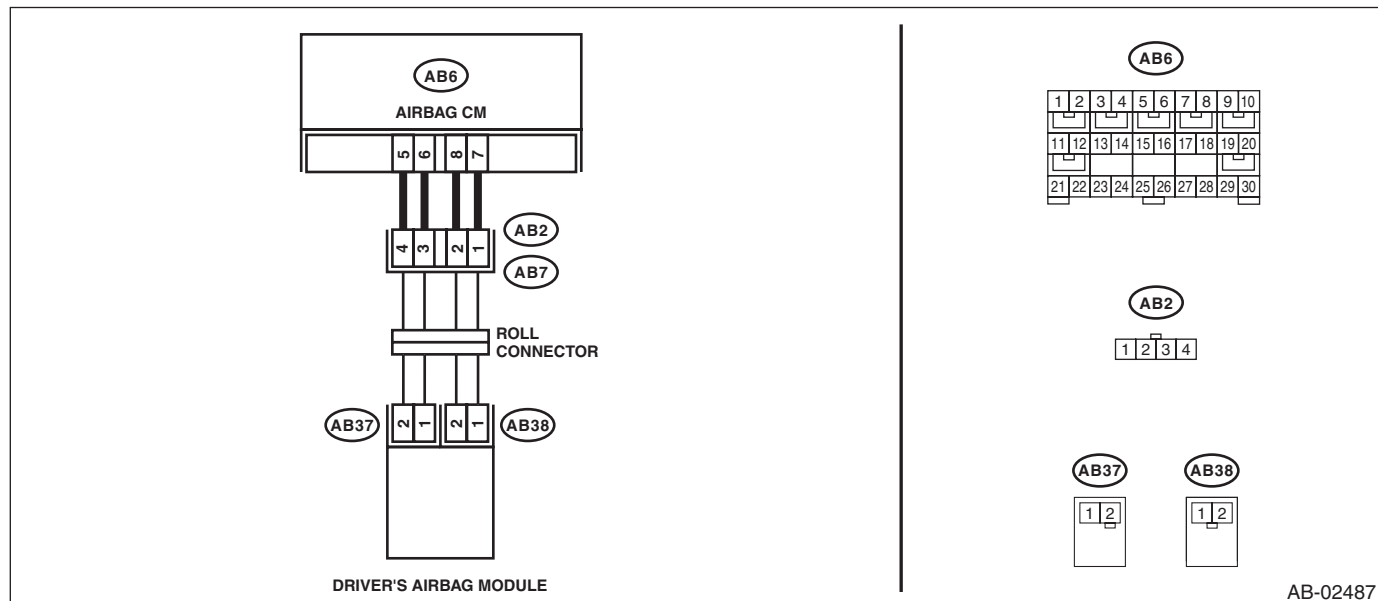 AB6
AIRBAG CM
5 6 8 7
AB2
4 3 2 1
AB7
ROLL
CONNECTOR
AB37
2 1 2 1
AB38
DRIVER'S AIRBAG MODULE
AB6
1 2 3 4 5 6 7 8 9 10
11 12 13 14 15 16 17 18 19 20
21 22 23 24 25 26 27 28 29 30
AB2
1 2 3 4
AB37
1 2
AB38
1 2
AB-02487